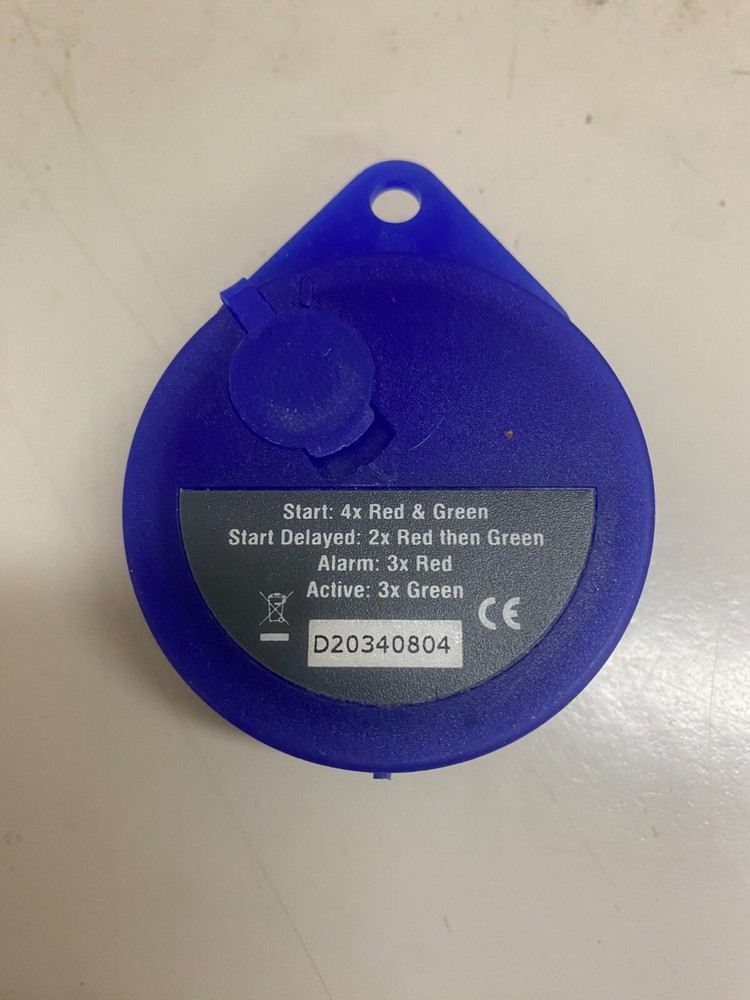 Start: 4x Red & Green
Start Delayed: 2x Red then Green
Alarm: 3x Red
Active: 3x Green
CE
D20340804